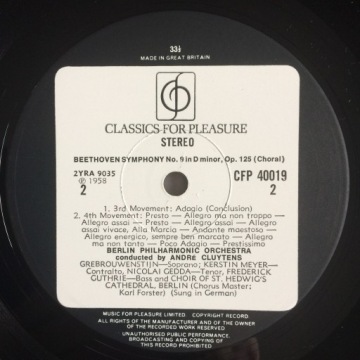 33⅓
MADE IN GREAT BRITAIN
CLASSICS FOR PLEASURE
STEREO
BEETHOVEN SYMPHONY No. 9 in D minor, Op. 125 (Choral)
2YRA 9035 CFP 40019
℗ 1958
2 2
1. 3rd Movement: Adagio (Conclusion)
2. 4th Movement: Presto — Allegro ma non troppo —
Allegro assai — Presto — Allegro assai — Allegro
assai vivace, Alla Marcia — Andante maestoso —
Allegro energico, sempre ben marcato — Allegro
ma non tanto — Poco Adagio — Prestissimo
BERLIN PHILHARMONIC ORCHESTRA
conducted by ANDRE CLUYTENS
GREBROUWENSTIJN—Soprano; KERSTIN MEYER—
Contralto, NICOLAI GEDDA—Tenor, FREDERICK
GUTHRIE—Bass and CHOIR OF ST. HEDWIG'S
CATHEDRAL, BERLIN (Chorus Master:
Karl Forster) (Sung in German)
MUSIC FOR PLEASURE LIMITED COPYRIGHT RECORD
ALL RIGHTS OF THE MANUFACTURER AND OF THE OWNER
OF THE RECORDED WORK RESERVED
UNAUTHORISED PUBLIC PERFORMANCE,
BROADCASTING AND COPYING OF
THIS RECORD PROHIBITED